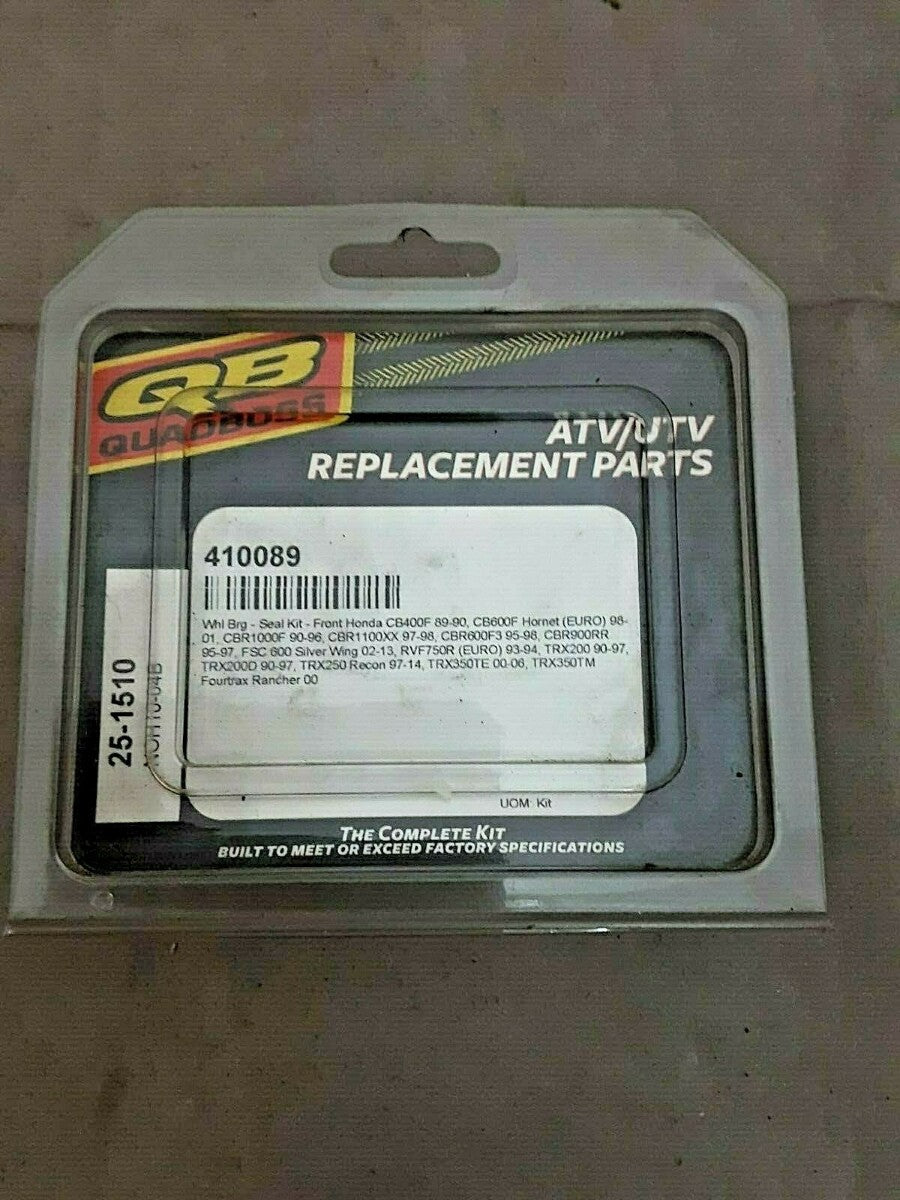 QB
QUADBOSS
ATV/UTV
REPLACEMENT PARTS
410089
Whl Brg - Seal Kit - Front Honda CB400F 89-90, CB600F Hornet (EURO) 98-
01, CBR1000F 90-96, CBR1100XX 97-98, CBR600F3 95-98, CBR900RR
95-97, FSC 600 Silver Wing 02-13, RVF750R (EURO) 93-94, TRX200 90-97,
TRX200D 90-97, TRX250 Recon 97-14, TRX350TE 00-06, TRX350TM
Fourtrax Rancher 00
25-1510
UOM: Kit
THE COMPLETE KIT
BUILT TO MEET OR EXCEED FACTORY SPECIFICATIONS